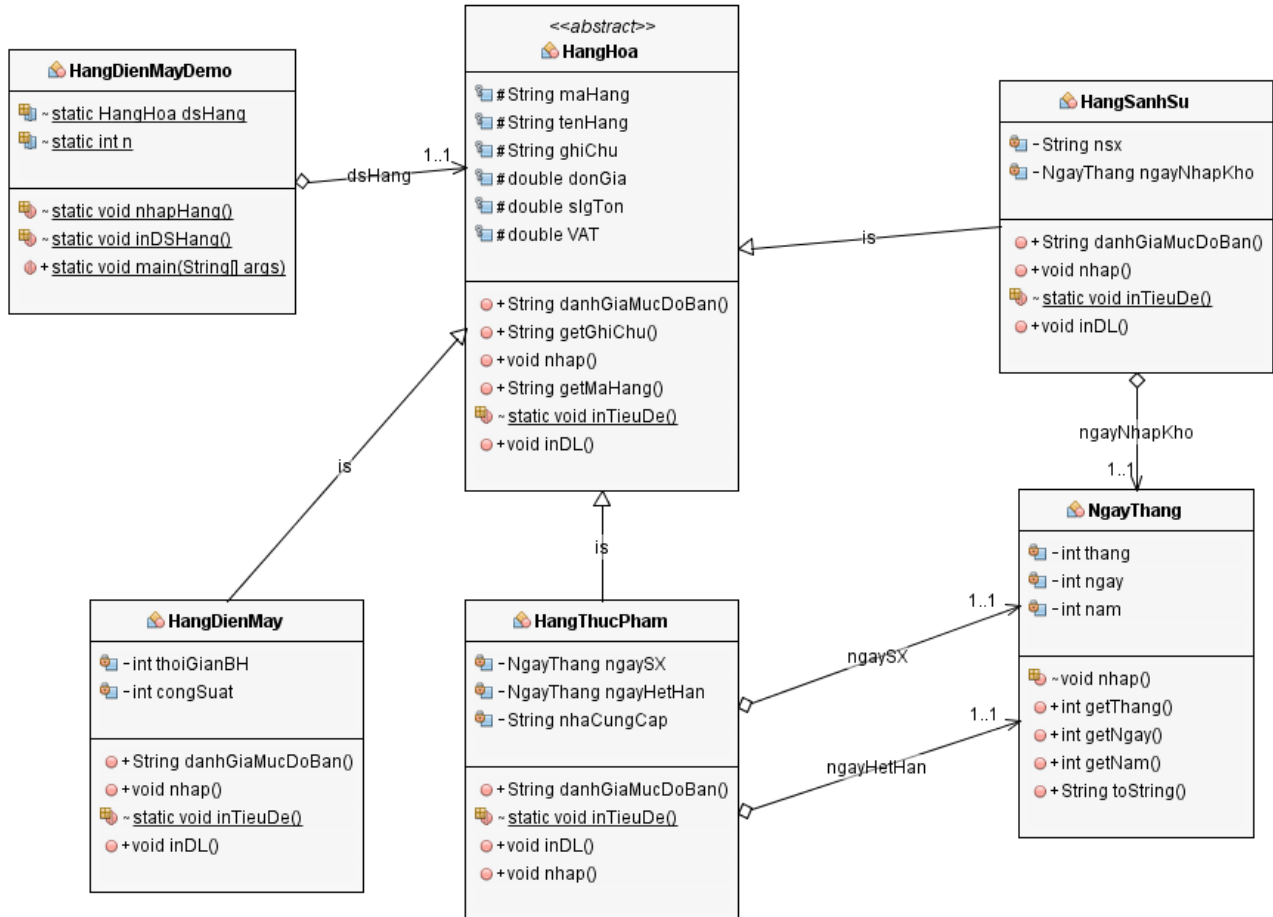 HangDienMayDemo
~ static HangHoa dsHang
~ static int n
~ static void nhapHang()
~ static void inDSHang()
+ static void main(String[] args)
1..1
dsHang
<<abstract>>
HangHoa
# String maHang
# String tenHang
# String ghiChu
# double donGia
# double slgTon
# double VAT
+ String danhGiaMucDoBan()
+ String getGhiChu()
+ void nhap()
+ String getMaHang()
~ static void inTieuDe()
+ void inDL()
HangSanhSu
- String nsx
- NgayThang ngayNhapKho
+ String danhGiaMucDoBan()
+ void nhap()
~ static void inTieuDe()
+ void inDL()
is
is
is
ngayNhapKho
1..1
HangDienMay
- int thoiGianBH
- int congSuat
+ String danhGiaMucDoBan()
+ void nhap()
~ static void inTieuDe()
+ void inDL()
HangThucPham
- NgayThang ngaySX
- NgayThang ngayHetHan
- String nhaCungCap
+ String danhGiaMucDoBan()
~ static void inTieuDe()
+ void inDL()
+ void nhap()
1..1
ngaySX
1..1
ngayHetHan
NgayThang
- int thang
- int ngay
- int nam
~ void nhap()
+ int getThang()
+ int getNgay()
+ int getNam()
+ String toString()